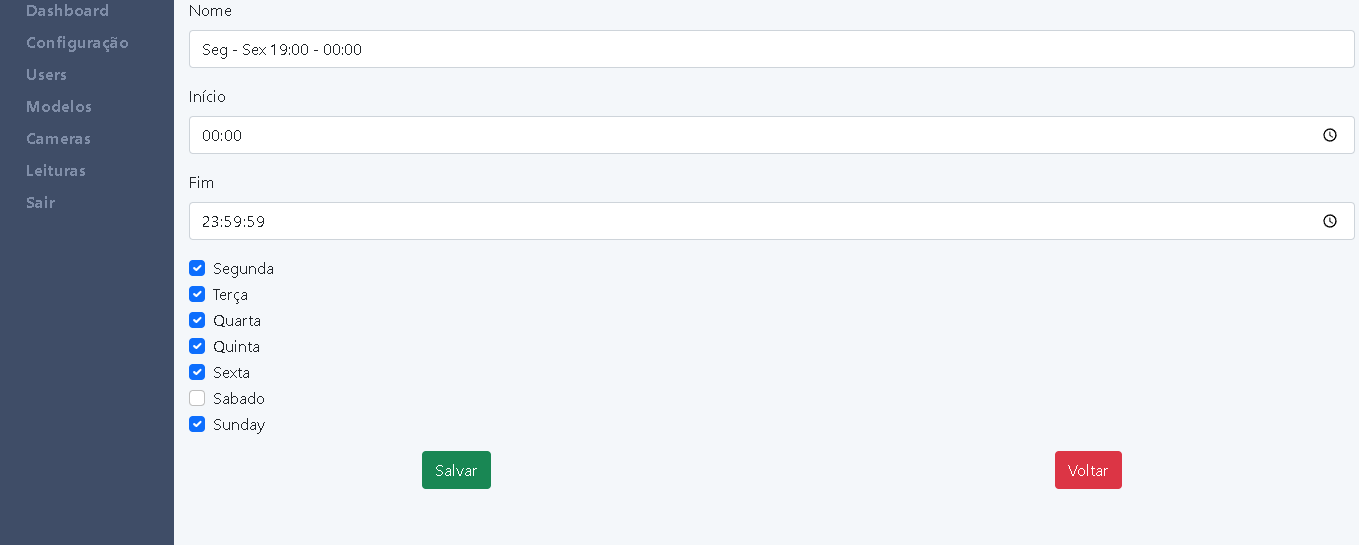 Dashboard
Configuração
Users
Modelos
Cameras
Leituras
Sair
Nome
Seg - Sex 19:00 - 00:00
Início
00:00
Fim
23:59:59
Segunda
Terça
Quarta
Quinta
Sexta
Sabado
Sunday
Salvar
Voltar